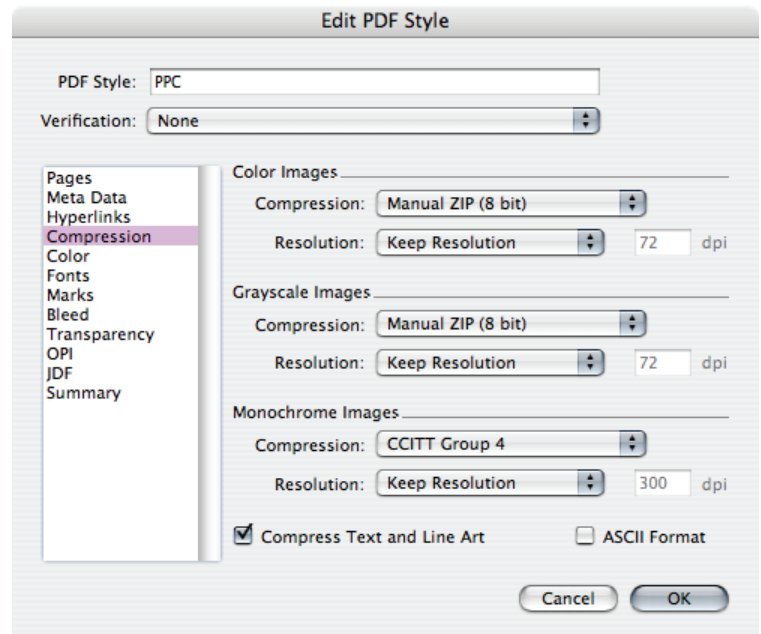 Edit PDF Style
PDF Style: PPC
Verification: None
Pages
Meta Data
Hyperlinks
Compression
Color
Fonts
Marks
Bleed
Transparency
OPI
JDF
Summary
Color Images
Compression: Manual ZIP (8 bit)
Resolution: Keep Resolution 72 dpi
Grayscale Images
Compression: Manual ZIP (8 bit)
Resolution: Keep Resolution 72 dpi
Monochrome Images
Compression: CCITT Group 4
Resolution: Keep Resolution 300 dpi
Compress Text and Line Art ASCII Format
Cancel OK